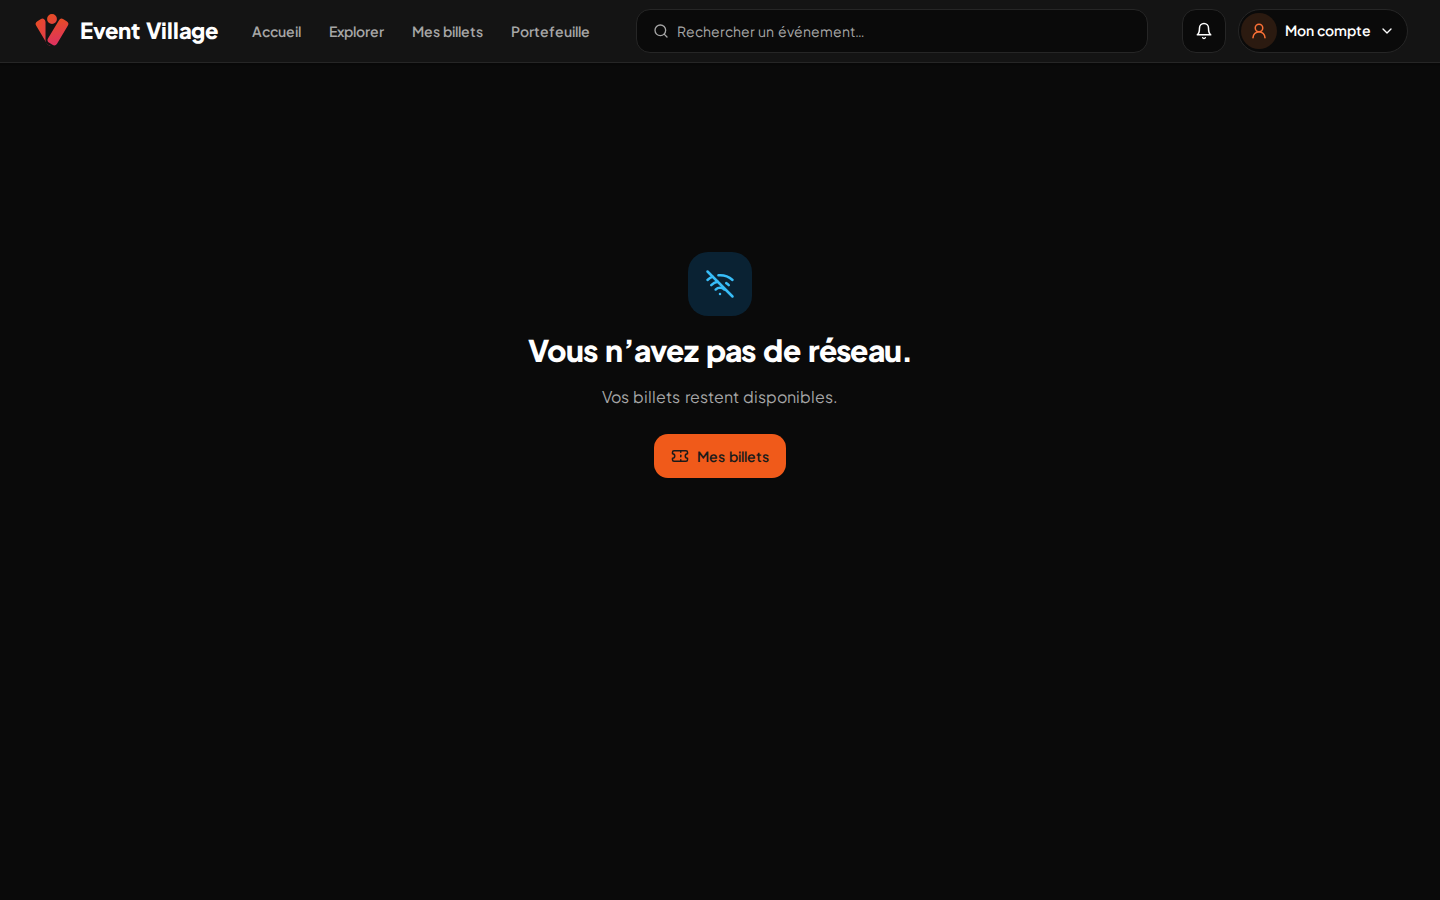 Event Village
Accueil
Explorer
Mes billets
Portefeuille
Rechercher un événement…
Mon compte
Vous n’avez pas de réseau.
Vos billets restent disponibles.
Mes billets